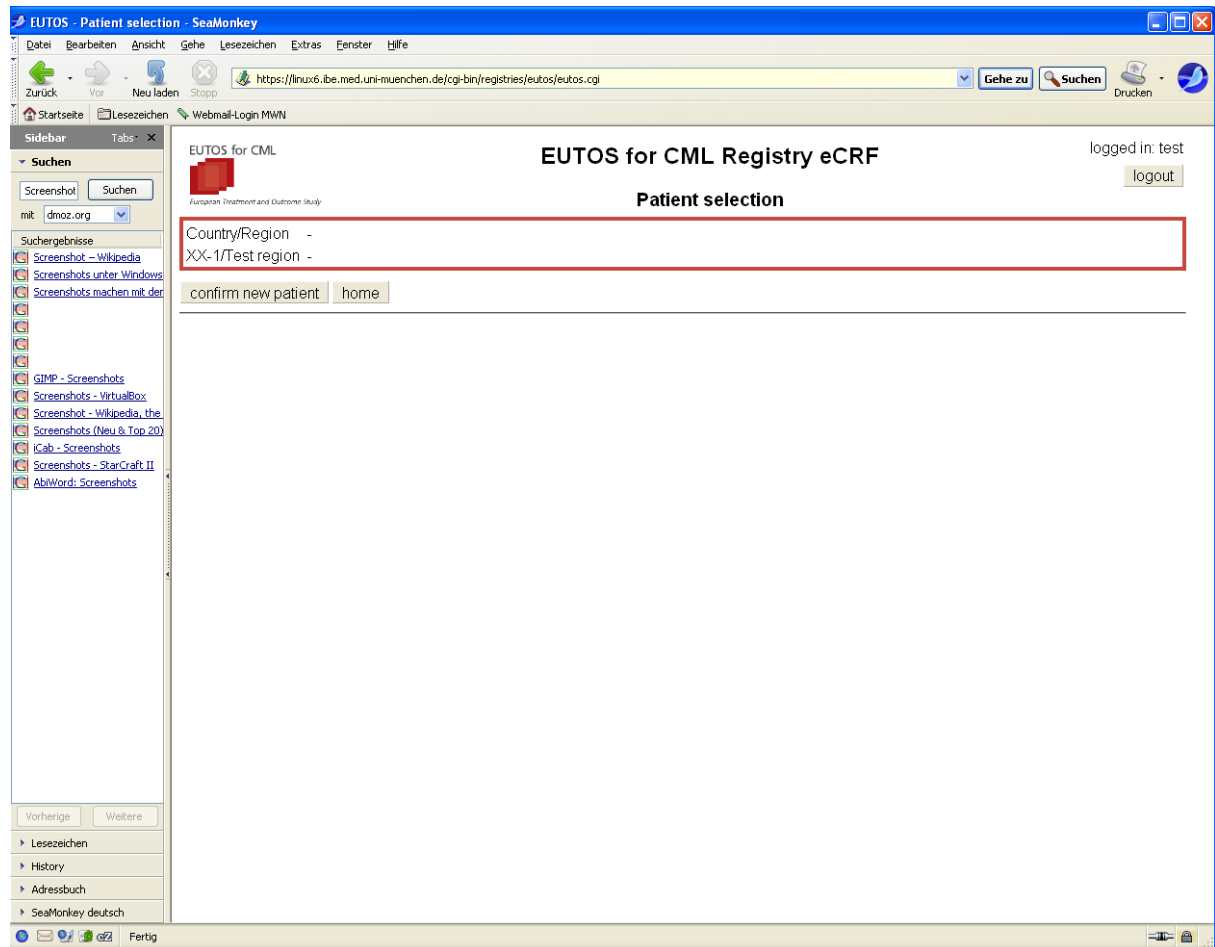 EUTOS - Patient selection - SeaMonkey
Datei Bearbeiten Ansicht Gehe Lesezeichen Extras Fenster Hilfe
Zurück Vor Neu laden Stopp https://linux6.ibe.med.uni-muenchen.de/cgi-bin/registries/eutos/eutos.cgi Gehe zu Suchen Drucken
Startseite Lesezeichen Webmail-Login MWN
Sidebar Tabs
Suchen
Screenshot Suchen
mit dmoz.org
Suchergebnisse
Screenshot – Wikipedia
Screenshots unter Windows
Screenshots machen mit der
GIMP - Screenshots
Screenshots - VirtualBox
Screenshot - Wikipedia, the
Screenshots (Neu & Top 20)
iCab - Screenshots
Screenshots - StarCraft II
AbiWord: Screenshots
Vorherige Weitere
Lesezeichen
History
Adressbuch
SeaMonkey deutsch
EUTOS for CML
European Treatment and Outcome Study
EUTOS for CML Registry eCRF
Patient selection
logged in: test
logout
Country/Region -
XX-1/Test region -
confirm new patient home
Fertig